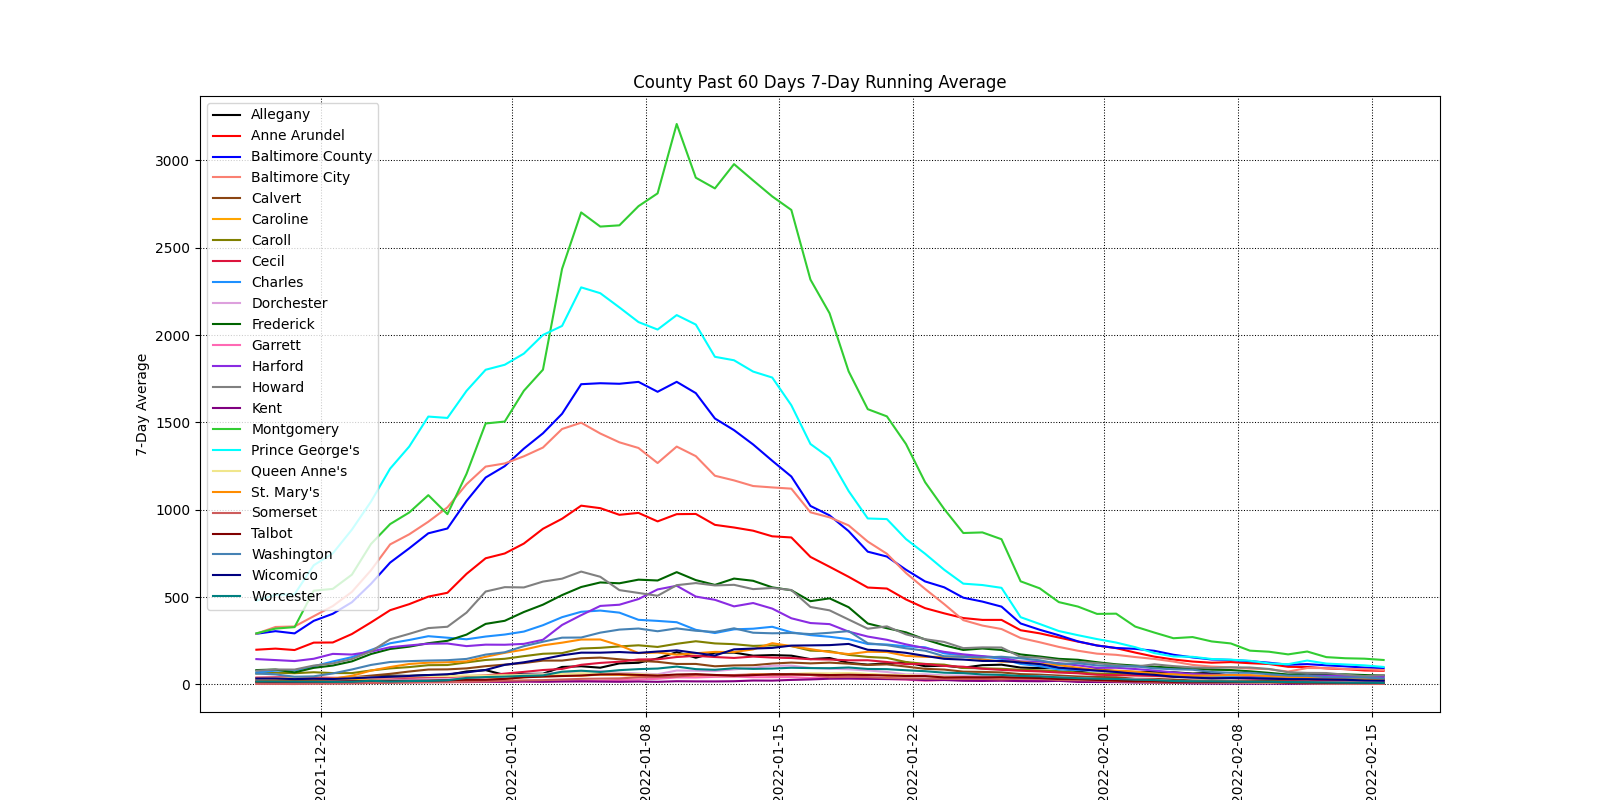 County Past 60 Days 7-Day Running Average
Allegany
Anne Arundel
Baltimore County
Baltimore City
Calvert
Caroline
Caroll
Cecil
Charles
Dorchester
Frederick
Garrett
Harford
Howard
Kent
Montgomery
Prince George's
Queen Anne's
St. Mary's
Somerset
Talbot
Washington
Wicomico
Worcester
7-Day Average
3000
2500
2000
1500
1000
500
0
2021-12-22
2022-01-01
2022-01-08
2022-01-15
2022-01-22
2022-02-01
2022-02-08
2022-02-15